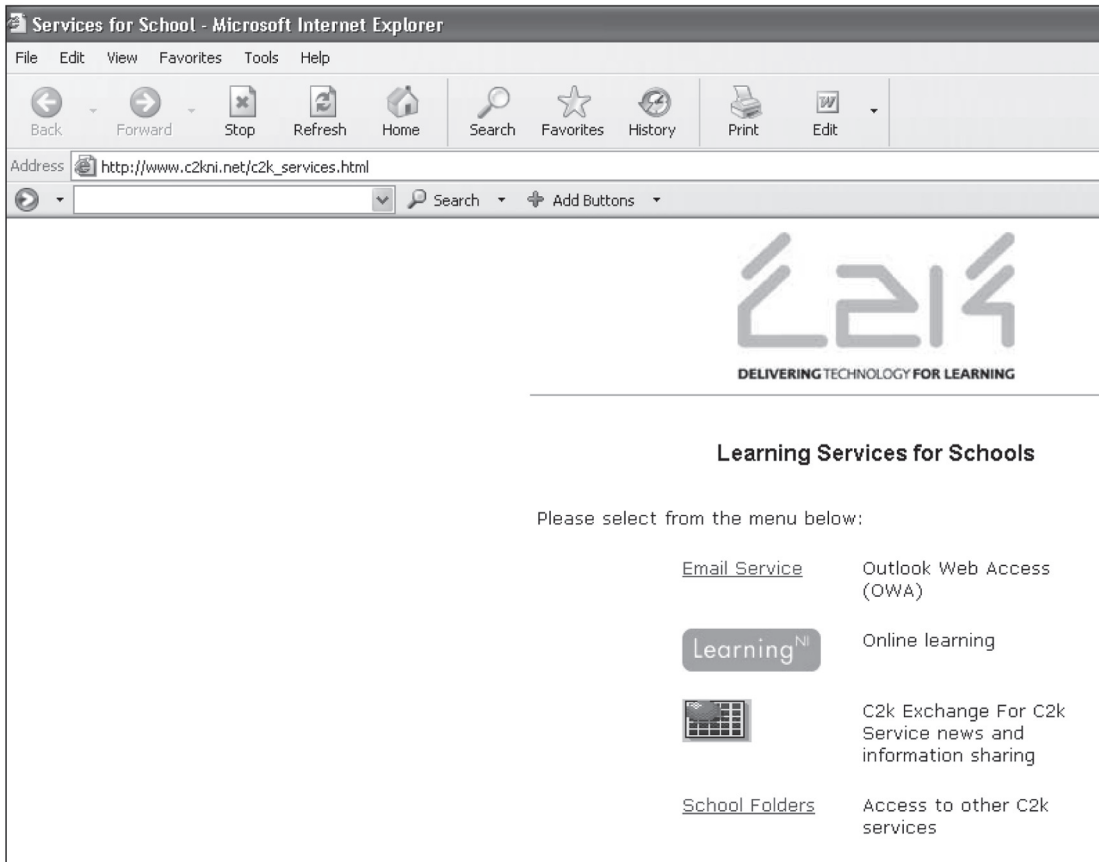 Services for School - Microsoft Internet Explorer
File Edit View Favorites Tools Help
Back Forward Stop Refresh Home Search Favorites History Print Edit
Address http://www.c2kni.net/c2k_services.html
Search Add Buttons
C2K
DELIVERING TECHNOLOGY FOR LEARNING
Learning Services for Schools
Please select from the menu below:
Email Service Outlook Web Access
(OWA)
LearningNI Online learning
C2k Exchange For C2k
Service news and
information sharing
School Folders Access to other C2k
services